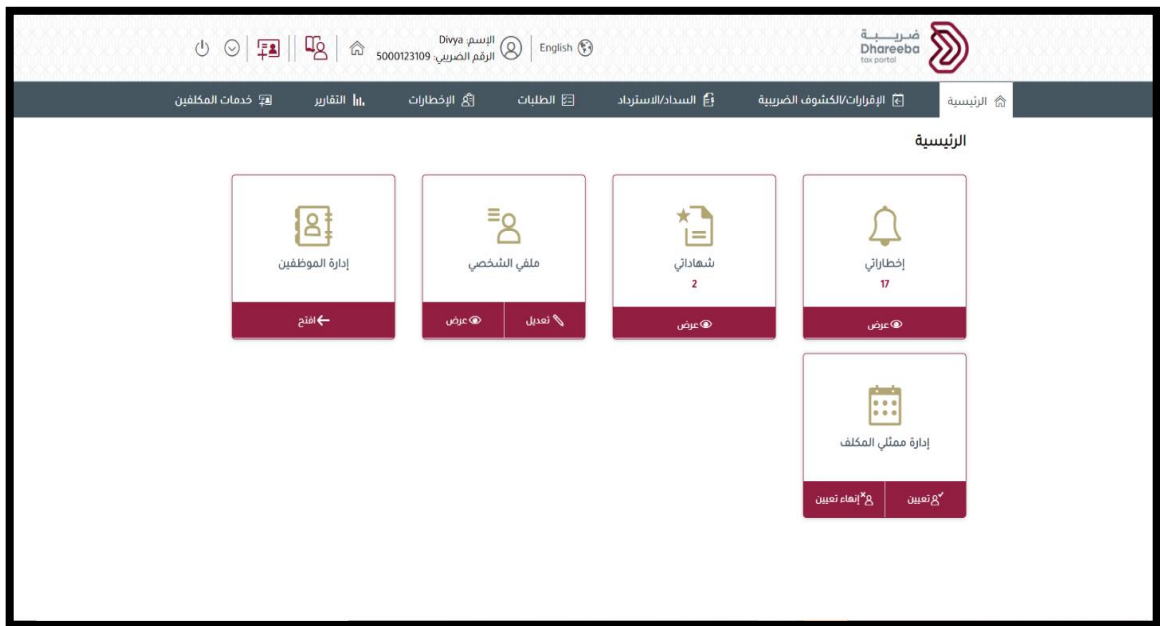 ضريبـــة
Dhareeba
tax portal
English
الإسم: Divya
الرقم الضريبي: 5000123109
الرئيسية
الإقرارات/الكشوف الضريبية
السداد/الاسترداد
الطلبات
الإخطارات
التقارير
خدمات المكلفين
الرئيسية
إخطاراتي
17
عرض
شهاداتي
2
عرض
ملفي الشخصي
تعديل
عرض
إدارة الموظفين
افتح
إدارة ممثلي المكلف
تعيين
إنهاء تعيين